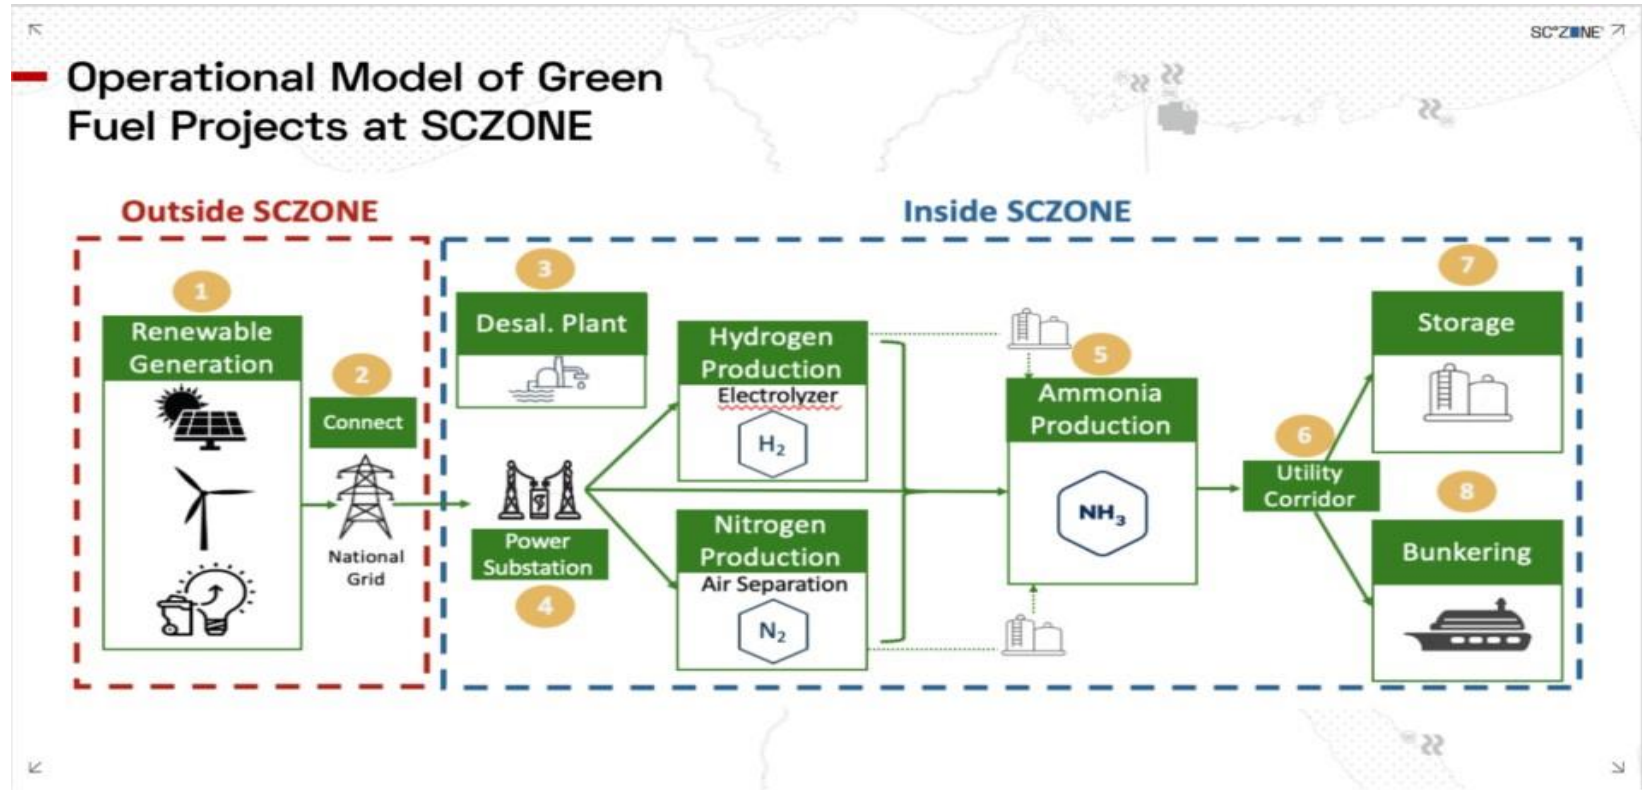 SC°Z NE
Operational Model of Green
Fuel Projects at SCZONE
Outside SCZONE
Inside SCZONE
1
Renewable
Generation
2
Connect
National
Grid
3
Desal. Plant
Power
Substation
4
Hydrogen
Production
Electrolyzer
H₂
Nitrogen
Production
Air Separation
N₂
5
Ammonia
Production
NH₃
6
Utility
Corridor
7
Storage
8
Bunkering